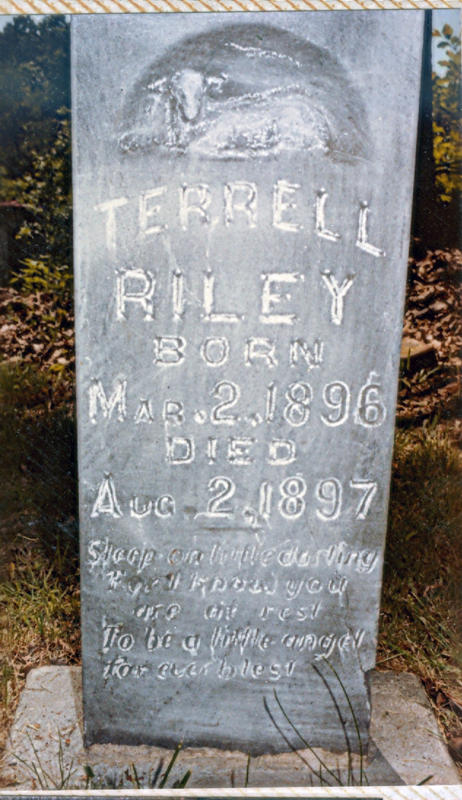 TERRELL
RILEY
BORN
MAR. 2, 1896
DIED
AUG 2, 1897
Sleep on little darling
For I know you
are at rest
To be a little angel
for ever blest